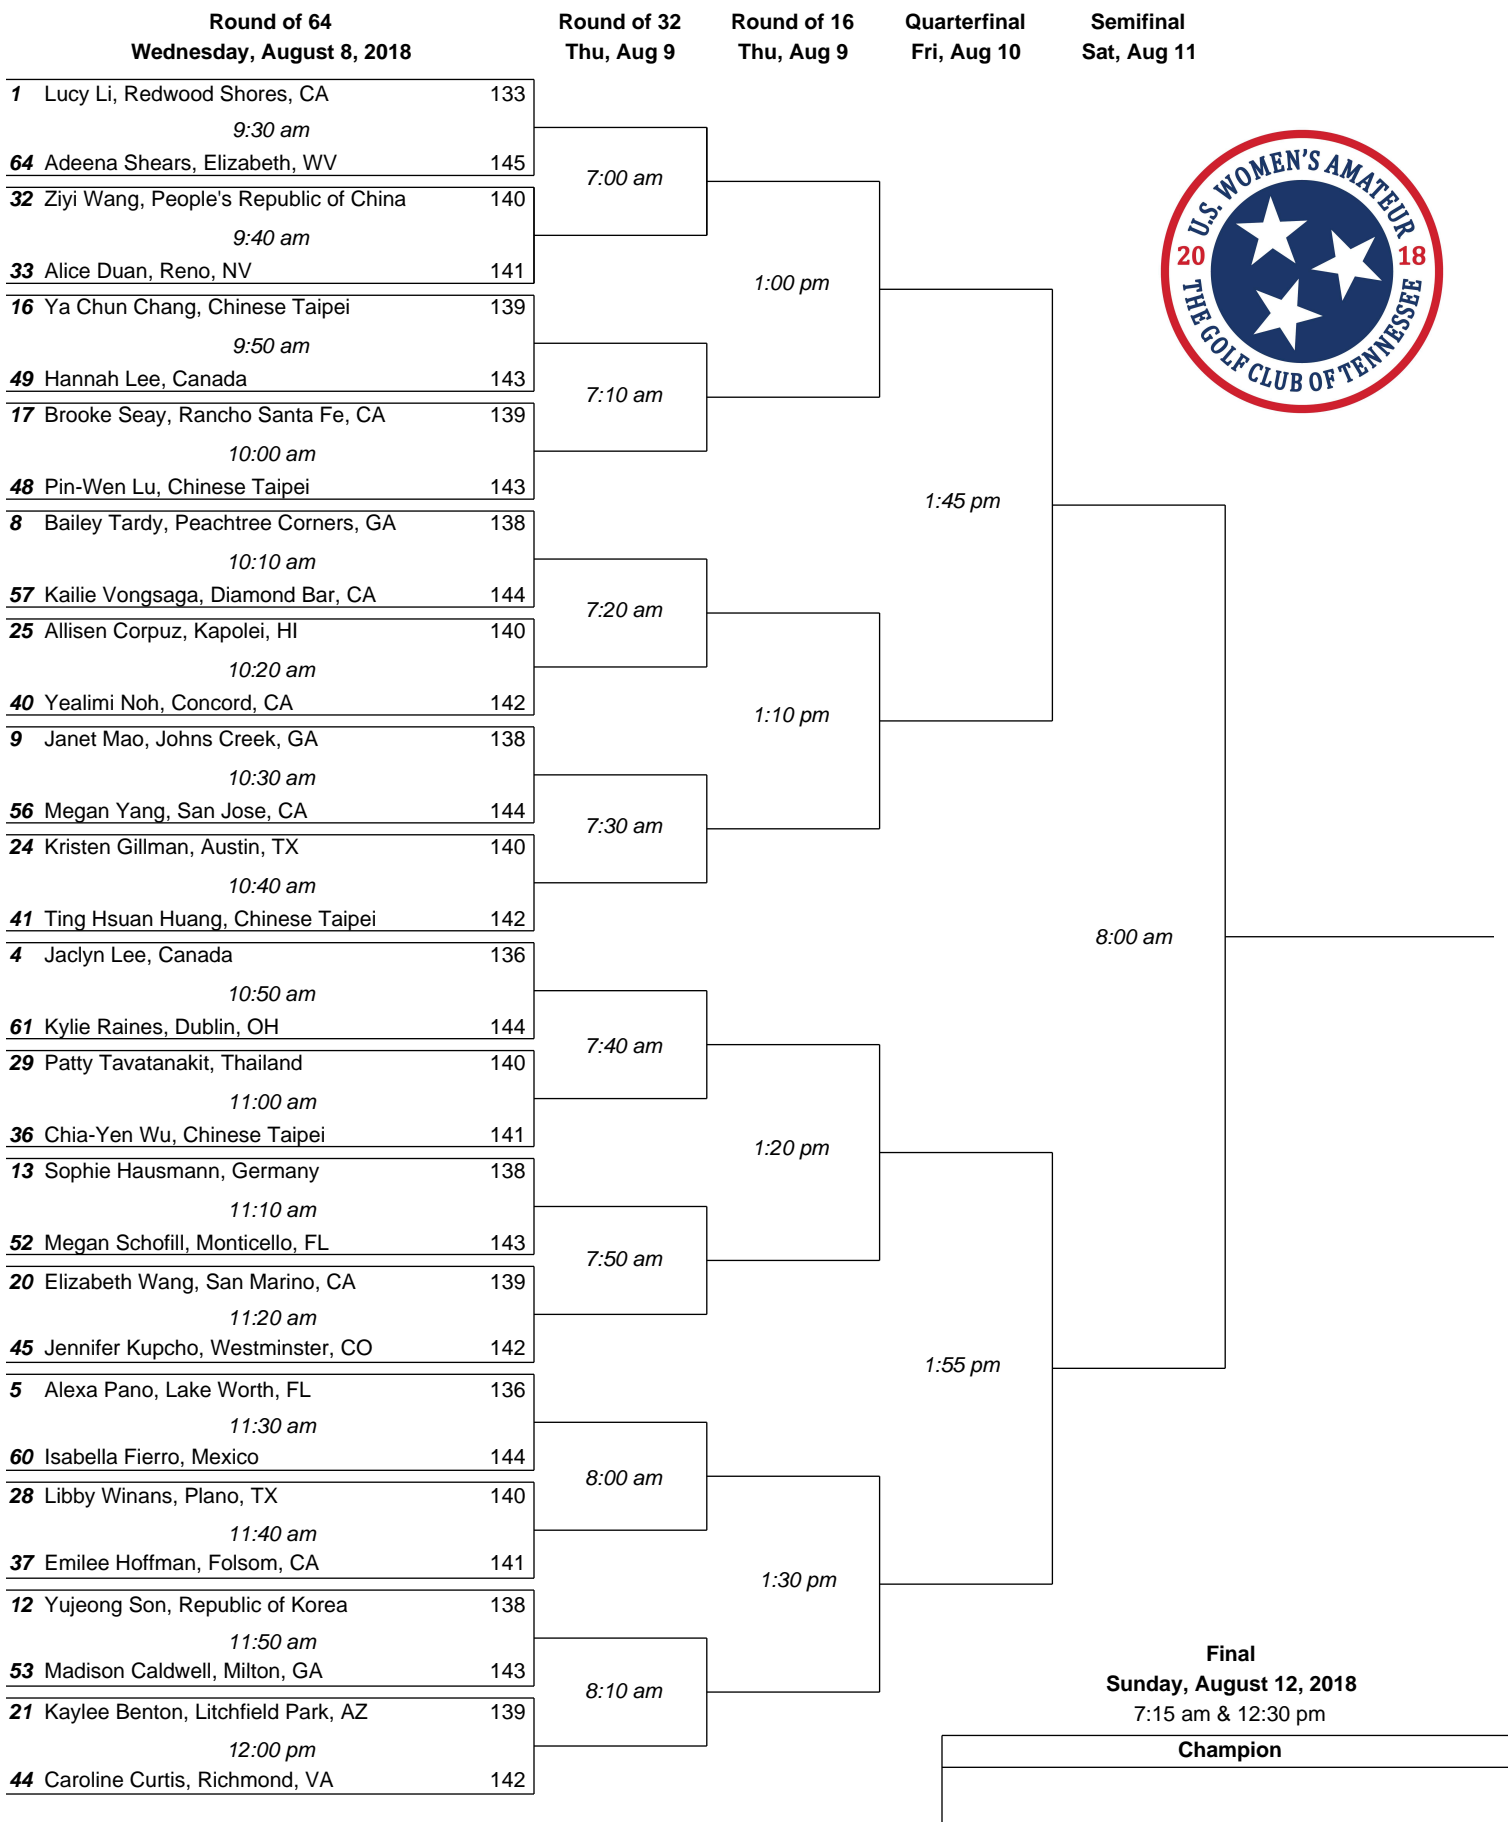 Round of 64 Round of 32 Round of 16 Quarterfinal Semifinal
Wednesday, August 8, 2018 Thu, Aug 9 Thu, Aug 9 Fri, Aug 10 Sat, Aug 11
1 Lucy Li, Redwood Shores, CA 133
9:30 am
64 Adeena Shears, Elizabeth, WV 145
7:00 am
32 Ziyi Wang, People's Republic of China 140
9:40 am
33 Alice Duan, Reno, NV 141
1:00 pm
16 Ya Chun Chang, Chinese Taipei 139
9:50 am
49 Hannah Lee, Canada 143
7:10 am
17 Brooke Seay, Rancho Santa Fe, CA 139
10:00 am
48 Pin-Wen Lu, Chinese Taipei 143
1:45 pm
8 Bailey Tardy, Peachtree Corners, GA 138
10:10 am
57 Kailie Vongsaga, Diamond Bar, CA 144
7:20 am
25 Allisen Corpuz, Kapolei, HI 140
10:20 am
40 Yealimi Noh, Concord, CA 142
1:10 pm
9 Janet Mao, Johns Creek, GA 138
10:30 am
56 Megan Yang, San Jose, CA 144
7:30 am
24 Kristen Gillman, Austin, TX 140
10:40 am
41 Ting Hsuan Huang, Chinese Taipei 142
8:00 am
4 Jaclyn Lee, Canada 136
10:50 am
61 Kylie Raines, Dublin, OH 144
7:40 am
29 Patty Tavatanakit, Thailand 140
11:00 am
36 Chia-Yen Wu, Chinese Taipei 141
1:20 pm
13 Sophie Hausmann, Germany 138
11:10 am
52 Megan Schofill, Monticello, FL 143
7:50 am
20 Elizabeth Wang, San Marino, CA 139
11:20 am
45 Jennifer Kupcho, Westminster, CO 142
1:55 pm
5 Alexa Pano, Lake Worth, FL 136
11:30 am
60 Isabella Fierro, Mexico 144
8:00 am
28 Libby Winans, Plano, TX 140
11:40 am
37 Emilee Hoffman, Folsom, CA 141
1:30 pm
12 Yujeong Son, Republic of Korea 138
11:50 am
53 Madison Caldwell, Milton, GA 143
8:10 am
21 Kaylee Benton, Litchfield Park, AZ 139
12:00 pm
44 Caroline Curtis, Richmond, VA 142
U.S. WOMEN'S AMATEUR
20 18
THE GOLF CLUB OF TENNESSEE
Final
Sunday, August 12, 2018
7:15 am & 12:30 pm
Champion